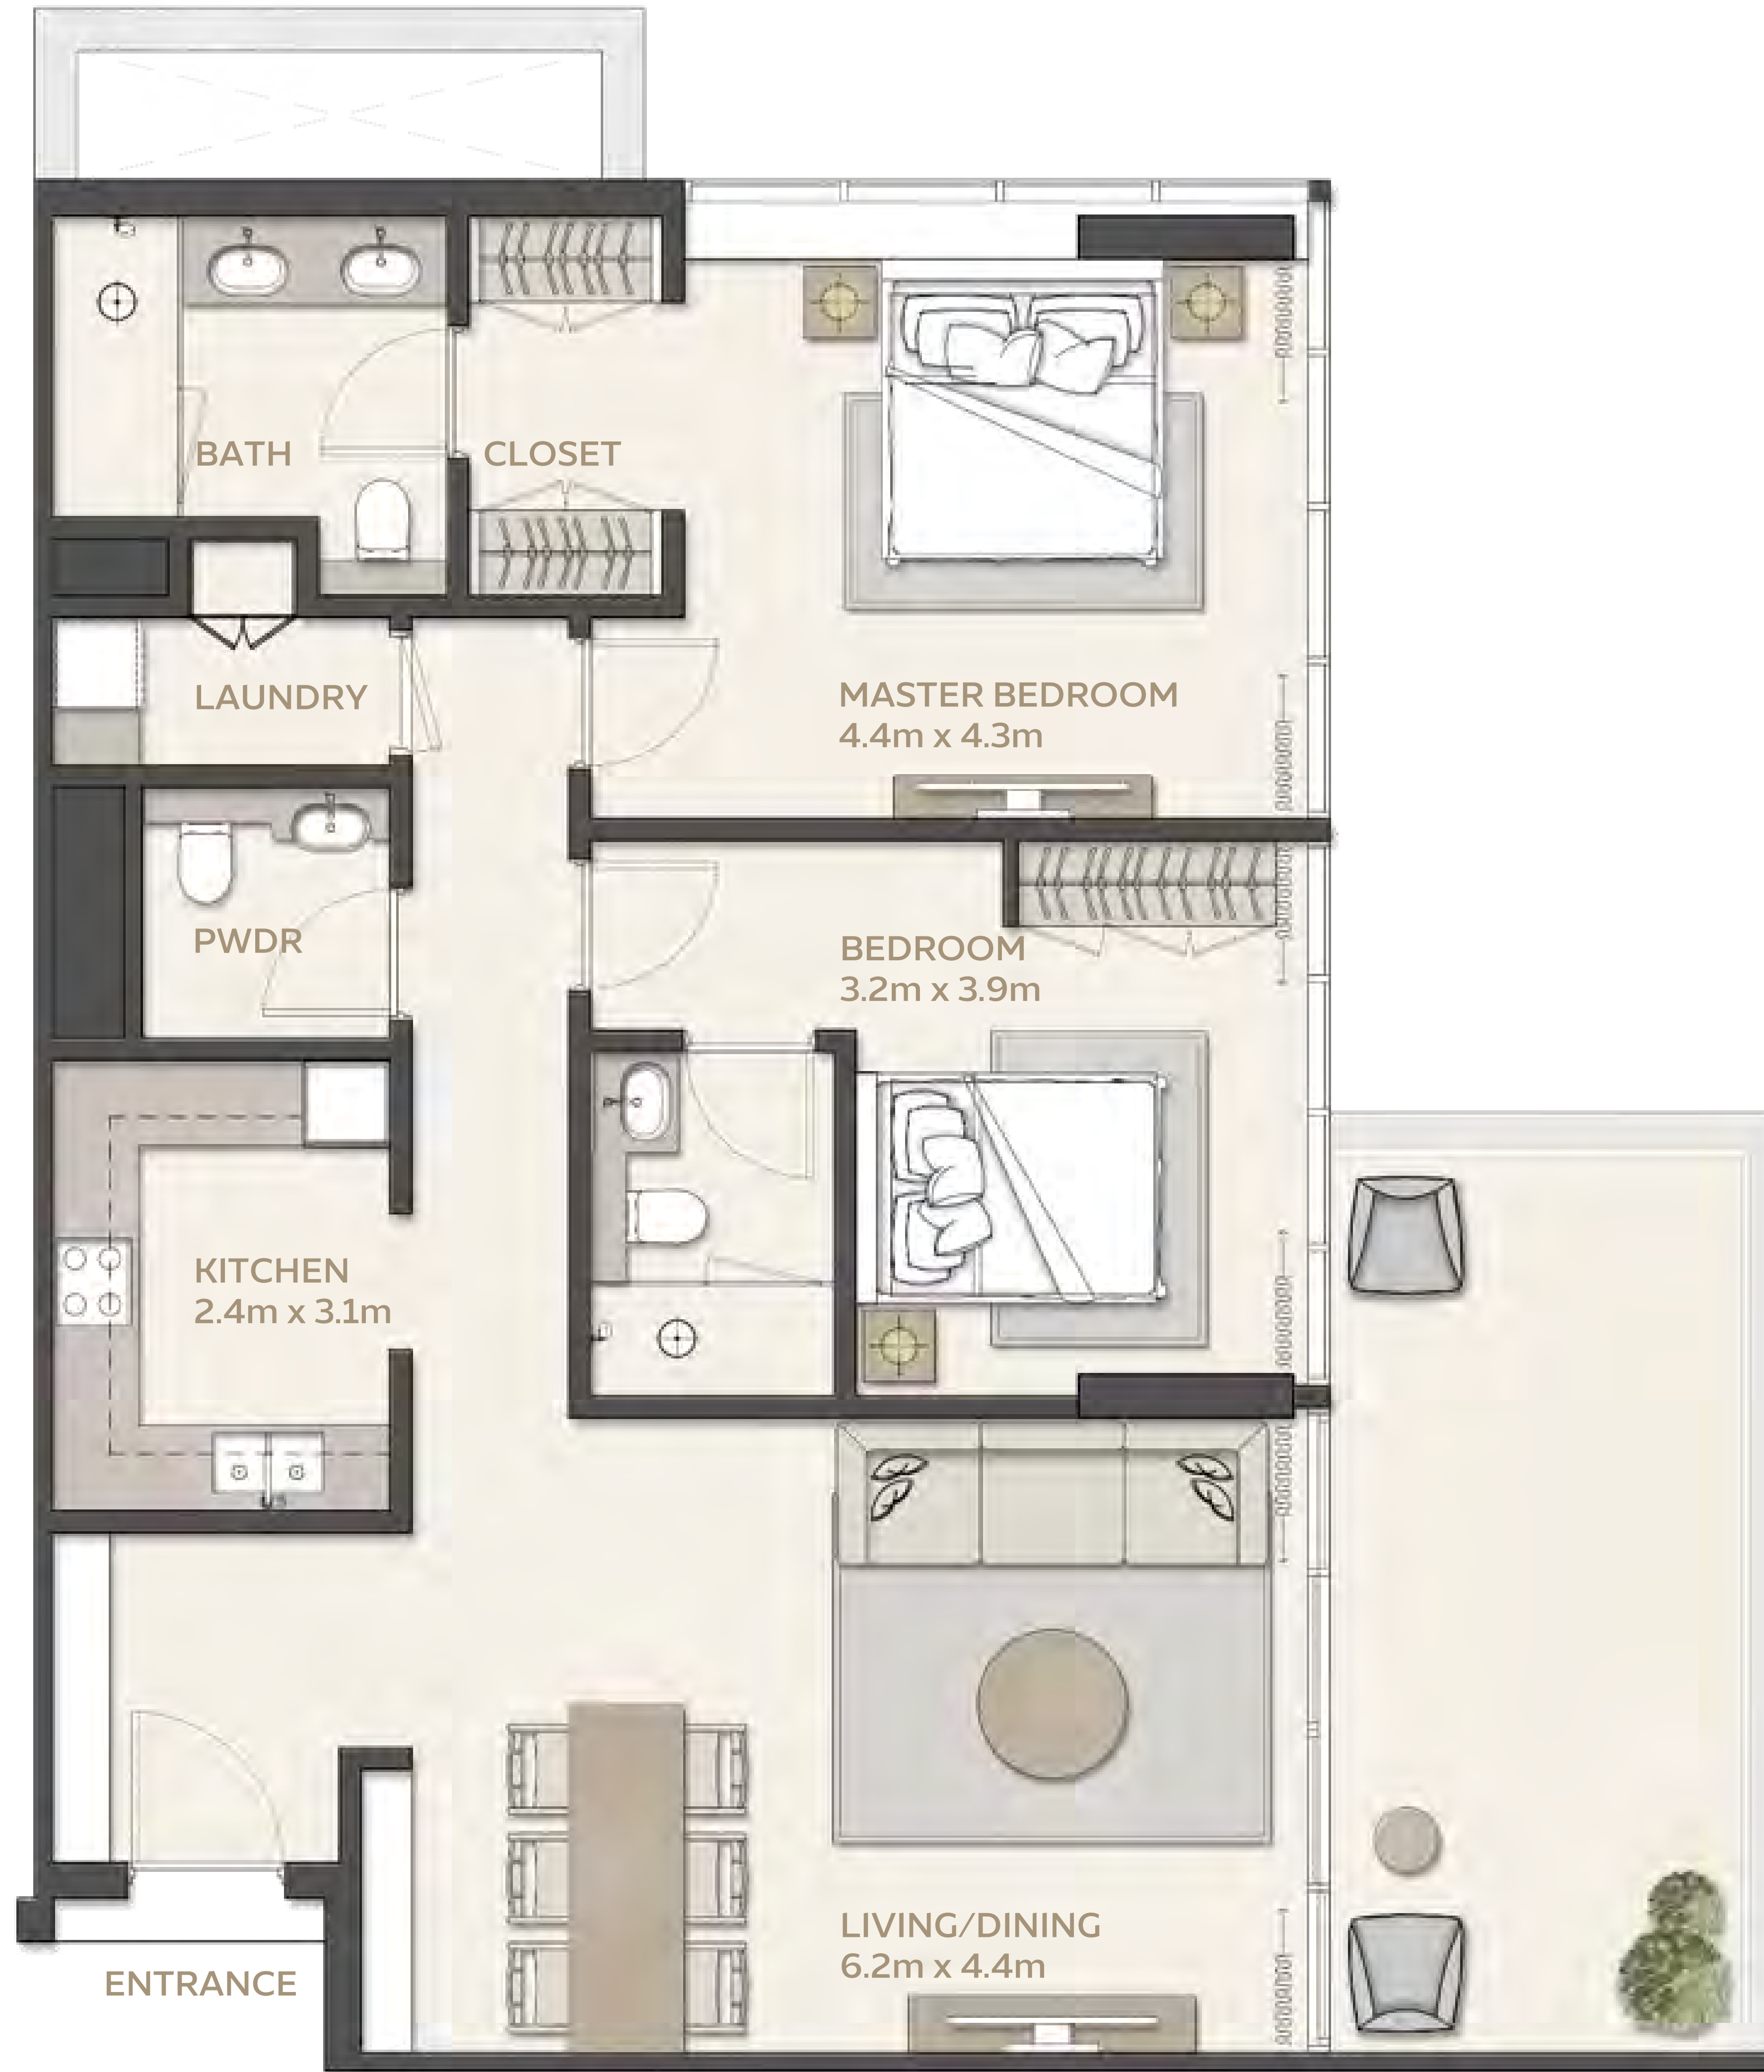 BATH
CLOSET
LAUNDRY
MASTER BEDROOM
4.4m x 4.3m
PWDR
BEDROOM
3.2m x 3.9m
KITCHEN
2.4m x 3.1m
LIVING/DINING
6.2m x 4.4m
ENTRANCE